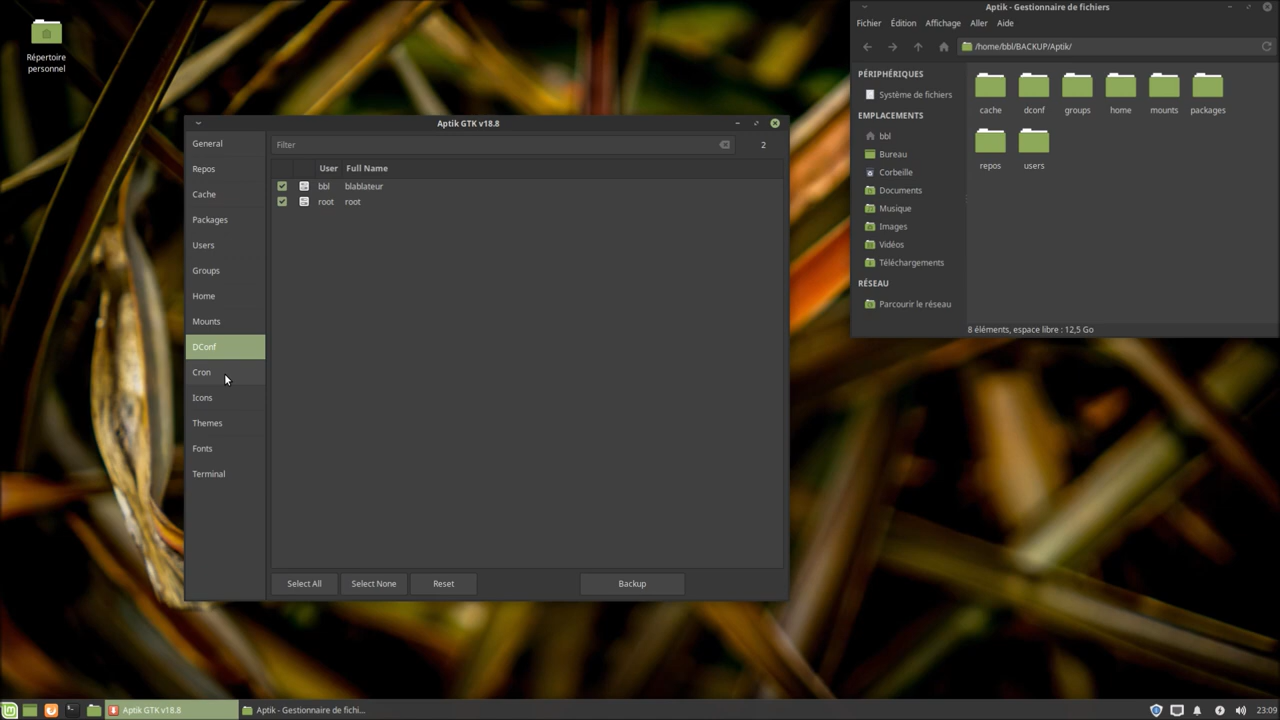 Répertoire
personnel
Aptik GTK v18.8
General
Repos
Cache
Packages
Users
Groups
Home
Mounts
DConf
Cron
Icons
Themes
Fonts
Terminal
Filter
2
User Full Name
bbl blablateur
root root
Select All Select None Reset Backup
Aptik - Gestionnaire de fichiers
Fichier Édition Affichage Aller Aide
/home/bbl/BACKUP/Aptik/
PÉRIPHÉRIQUES
Système de fichiers
EMPLACEMENTS
bbl
Bureau
Corbeille
Documents
Musique
Images
Vidéos
Téléchargements
RÉSEAU
Parcourir le réseau
cache dconf groups home mounts packages
repos users
8 éléments, espace libre : 12,5 Go
Aptik GTK v18.8 Aptik - Gestionnaire de fichi... 23:09